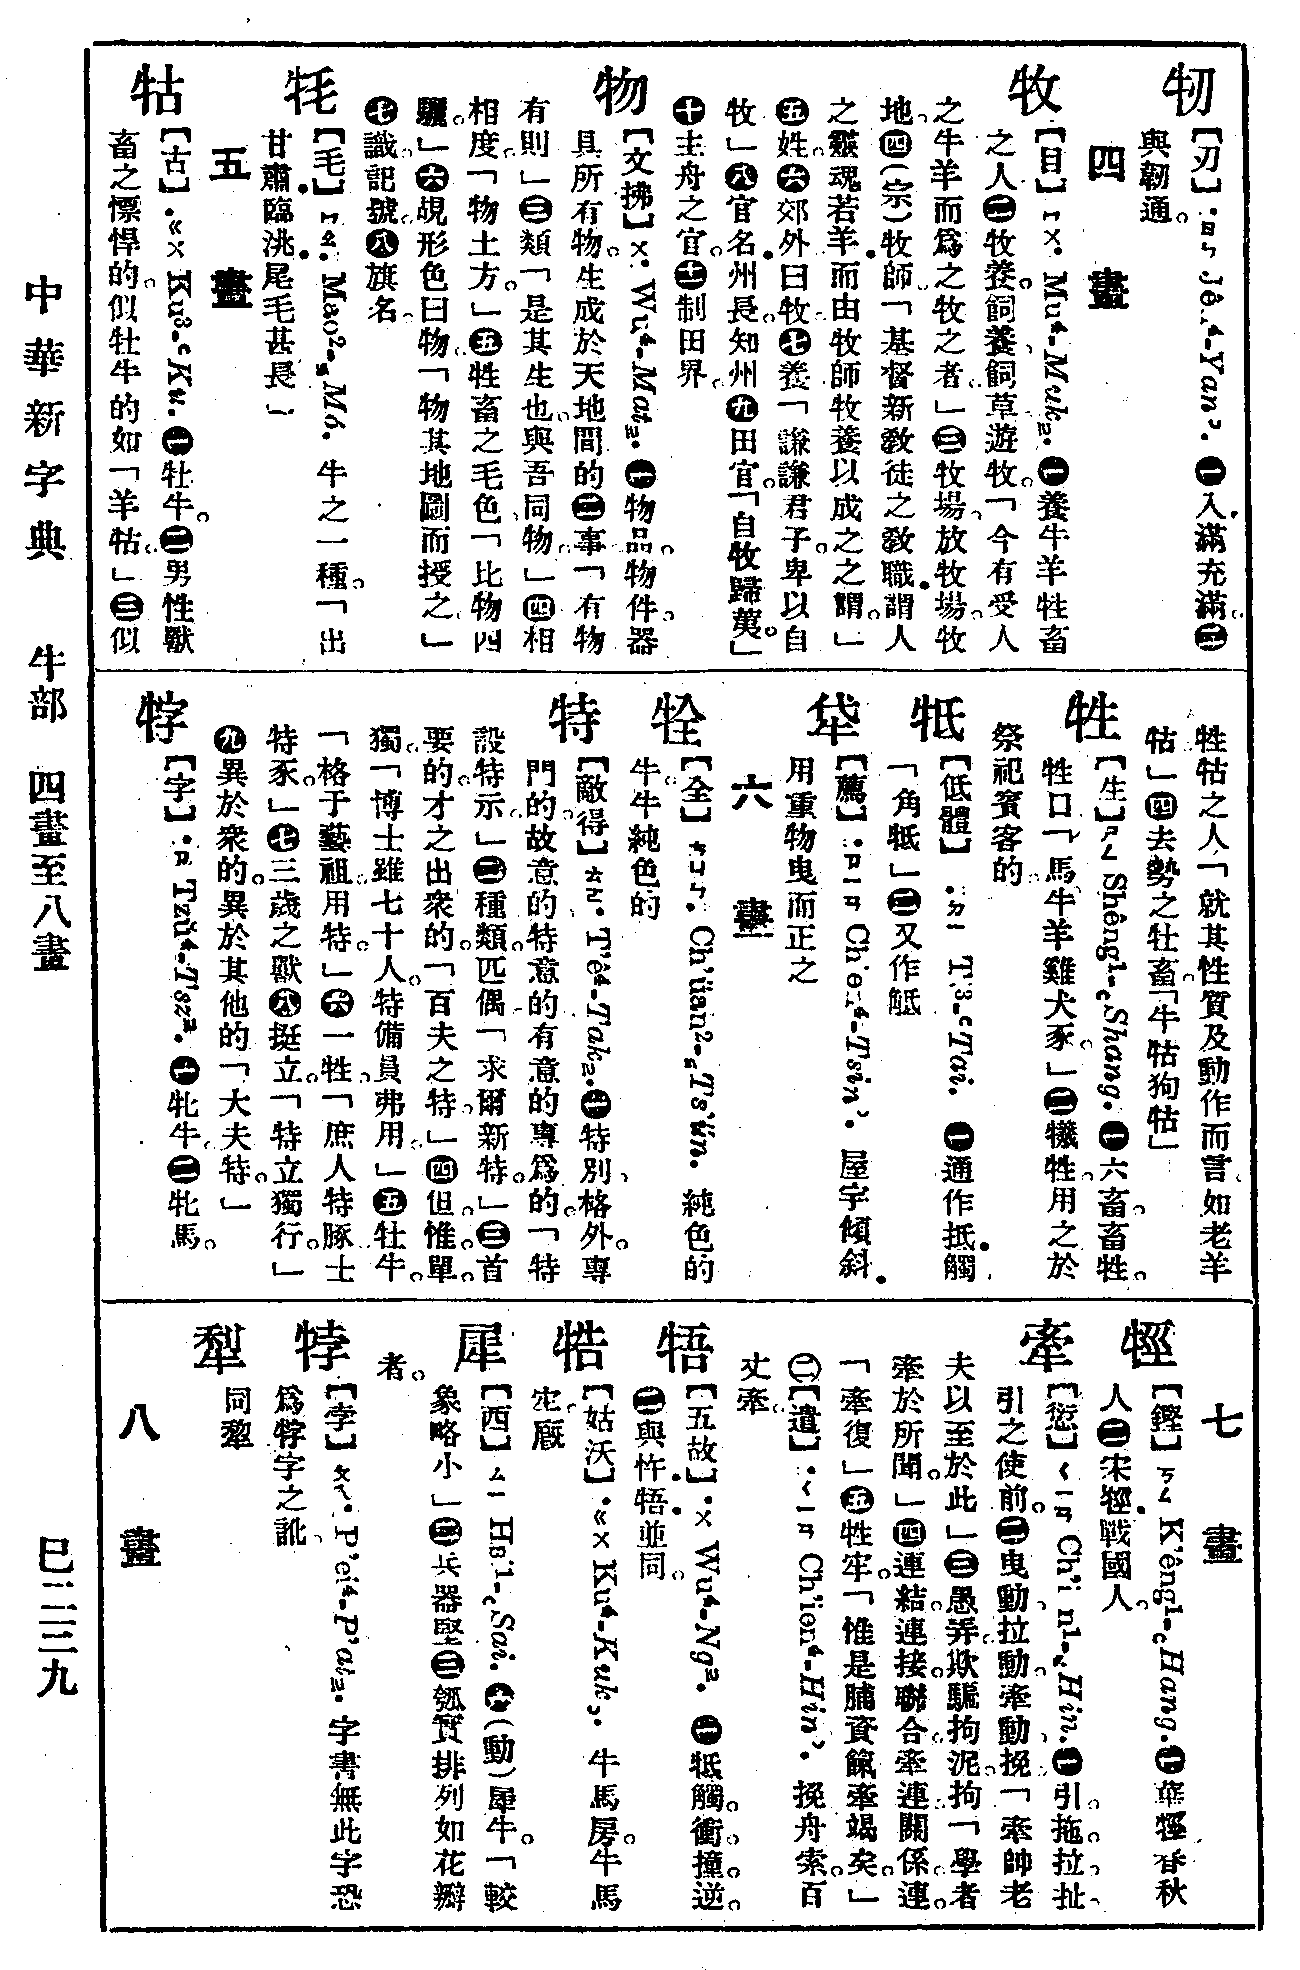 牣
【刃】·ㄖㄣ Jên⁴-Yan². ㊀入滿充滿。㊁
與韌通。
四 畫
牧
【目】ㄇㄨ· Mu⁴-Muk₂. ㊀養牛羊牲畜
之人㊁牧養。飼養。飼草遊牧。「今有受人
之牛羊而爲之牧之者」㊂牧場。放牧場。牧
地。㊃(宗)牧師「基督新敎徒之敎職謂人
之靈魂若羊而由牧師牧養以成之之謂。」
㊄姓。㊅郊外曰牧。㊆養「謙謙君子。卑以自
牧」㊇官名州長。知州㊈田官。「自牧歸荑。」
㊉主舟之官。⑪制田界。
物
【文拂】ㄨ· Wu⁴-Mat₂. ㊀物品。物件。器
具所有物。生成於天地間的㊁事「有物
有則」㊂類「是其生也。與吾同物。」㊃相
相度。「物土方。」㊄牲畜之毛色「比物四
驪。」㊅覘形色曰物。「物其地圖而授之」
㊆識。記號。㊇旗名。
牦
【毛】ㄇㄠ. Mao²-Mó. 牛之一種。「出
甘肅臨洮尾毛甚長」
五 畫
牯
【古】·ㄍㄨ Ku³-Ku. ㊀牡牛。㊁男性獸
畜之慓悍的。似牡牛的如「羊牯。」㊂似
牲牯之人「就其性質及動作而言。如老羊
牯」㊃去勢之牡畜。「牛牯狗牯」
牲
【生】ㄕㄥ Shêng¹-Shang. ㊀六畜。畜牲。
牲口「馬牛羊雞犬豕。」㊁犧牲。用之於
祭祀賓客的
牴
【低體】·ㄉㄧ Ti³-Tai. ㊀通作抵觸
「角牴」㊁又作觝
牮
【薦】·ㄐㄧㄢ Chien⁴-Tsin². 屋宇傾斜
用重物曳而正之
六 畫
牷
【全】ㄘㄩㄢ. Ch'üan²-Ts'ün. 純色的
牛。牛純色的
特
【敵得】ㄊㄜ· T'ê⁴-Tak₂. ㊀特別。格外。專
門的。故意的特意的有意的專爲的。「特
設特示」㊁種類。匹偶「求爾新特」㊂首
要的。才之出衆的。「百夫之特。」㊃但。惟。單。
獨。「博士雖七十人。特備員弗用。」㊄牡牛。
「格于藝祖。用特。」㊅一牲。「庶人特豚。士
特豕。」㊆三歲之獸㊇挺立。「特立獨行。」
㊈異於衆的。異於其他的「大夫特。」
牸
【字】·ㄗ Tzŭ⁴-Tsz². ㊀牝牛。㊁牝馬。
七 畫
牼
【鏗】ㄎㄥ K'êng¹-Hang. ㊀華牼春秋
人㊁宋牼戰國人。
牽
【愆】ㄑㄧㄢ Ch'ien¹-Hin. ㊀引。拖。拉。扯。
引之使前。㊁曳動。拉動。牽動。挽「牽帥老
夫以至於此」㊂愚弄。欺騙。拘泥。拘「學者
牽於所聞。」㊃連結。連接。聯合。牽連。關係。連。
「牽復」㊄牲牢。「惟是脯資餼牽竭矣。」
㊁【遣】·ㄑㄧㄢ Ch'ien⁴-Hin². 挽舟索。百
丈牽。
牾
【五故】·ㄨ Wu⁴-Ng². ㊀牴觸。衝撞。逆。
㊁與忤啎並同。
牿
【姑沃】·ㄍㄨ Ku⁴-Kuk₂. 牛馬房。牛馬
牢。廐
犀
【西】ㄙㄧ Hsi¹-Sai. ㊀(動)犀牛。「較
象略小」㊁兵器堅㊂瓠實排列如花瓣
者。
㹀
【孛】ㄆㄟ· P'ei⁴-P'ai₂. 字書無此字恐
爲牸字之訛。
犁
同犂
八 畫
中華新字典 牛部 四畫至八畫 巳二三九